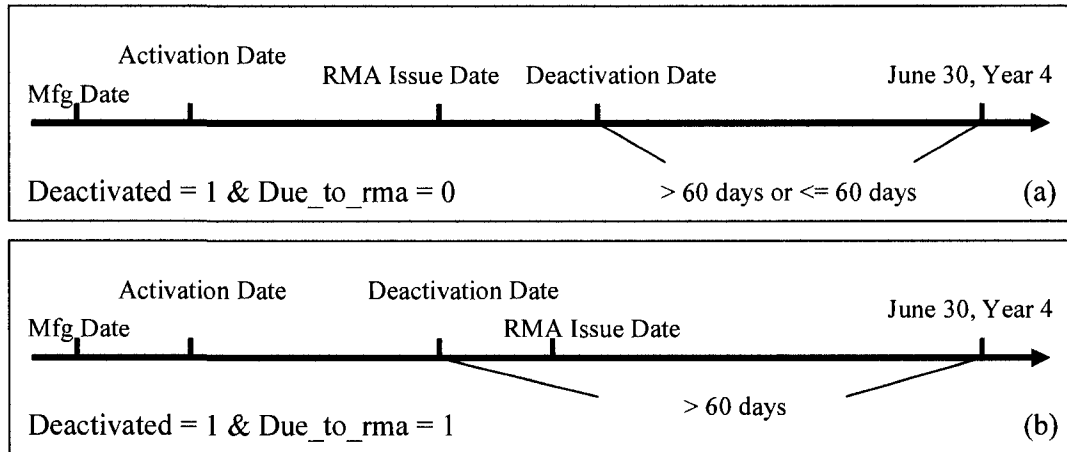 Activation Date
RMA Issue Date Deactivation Date June 30, Year 4
Mfg Date
> 60 days or <= 60 days
Deactivated = 1 & Due_to_rma = 0 (a)
Activation Date Deactivation Date
June 30, Year 4
Mfg Date RMA Issue Date
> 60 days
Deactivated = 1 & Due_to_rma = 1 (b)